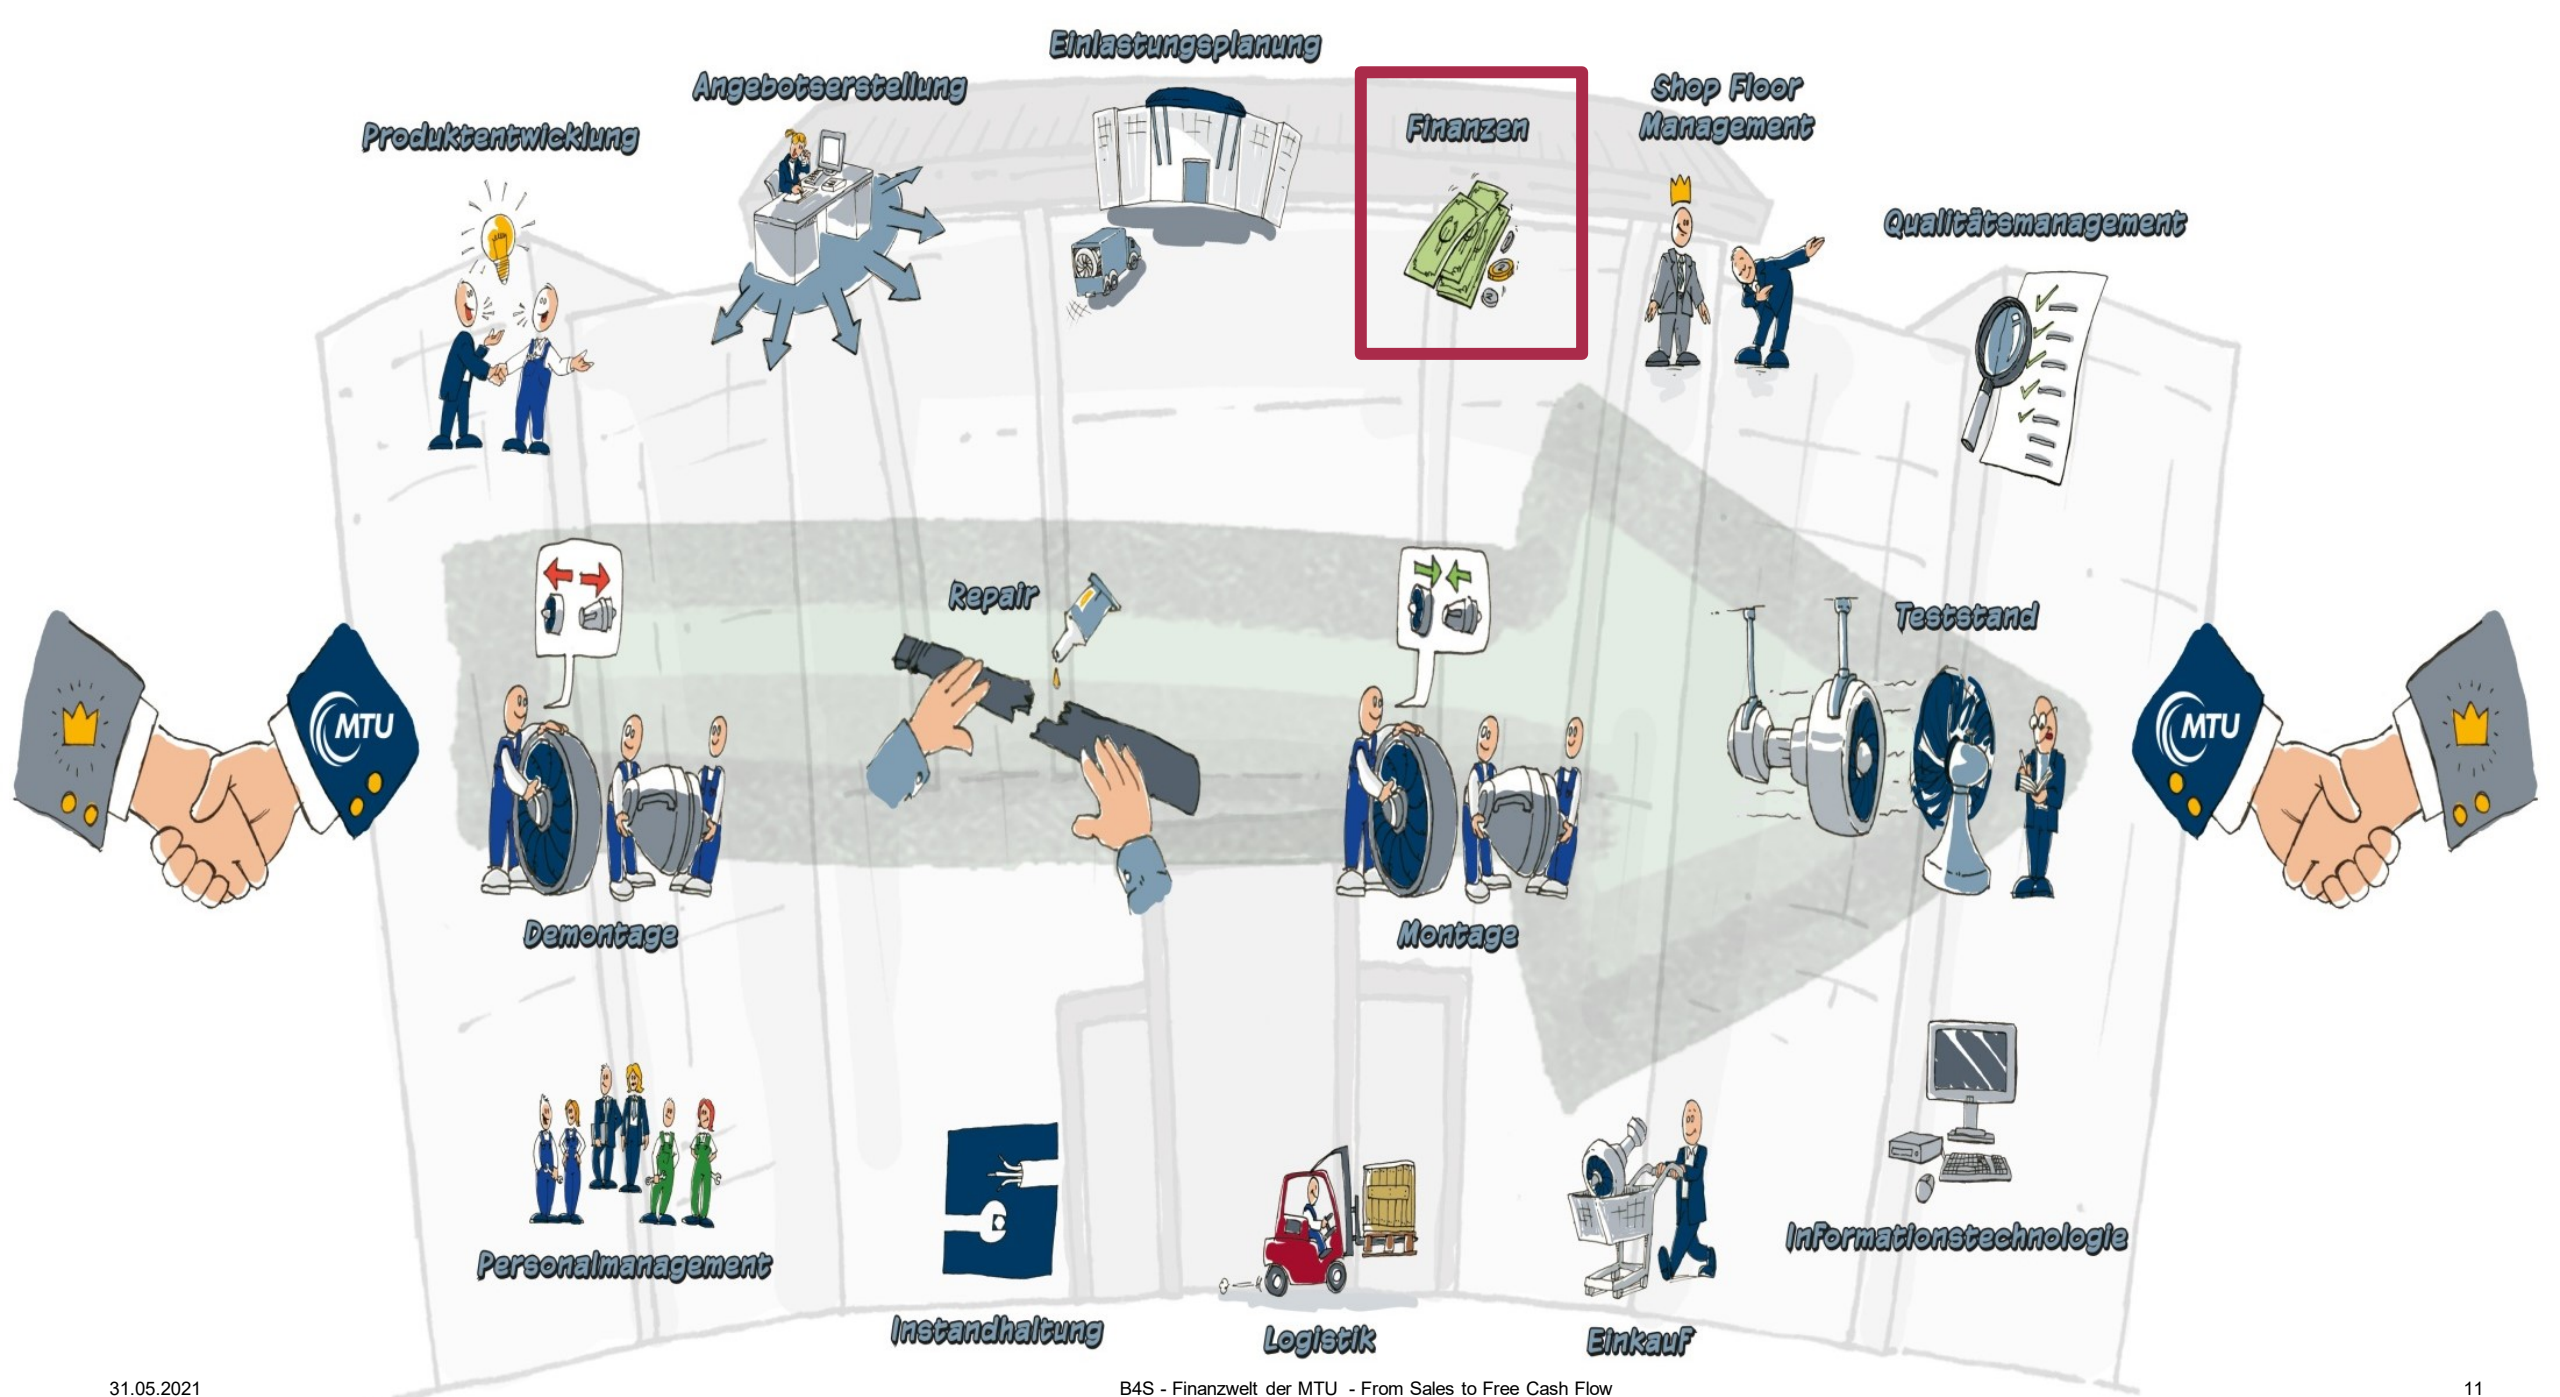 Einlastungsplanung
Angebotserstellung
Shop Floor
Management
Finanzen
Produktentwicklung
Qualitätsmanagement
Repair
Teststand
MTU
MTU
Demontage
Montage
Informationstechnologie
Personalmanagement
Instandhaltung
Logistik
Einkauf
31.05.2021
B4S - Finanzwelt der MTU - From Sales to Free Cash Flow
11